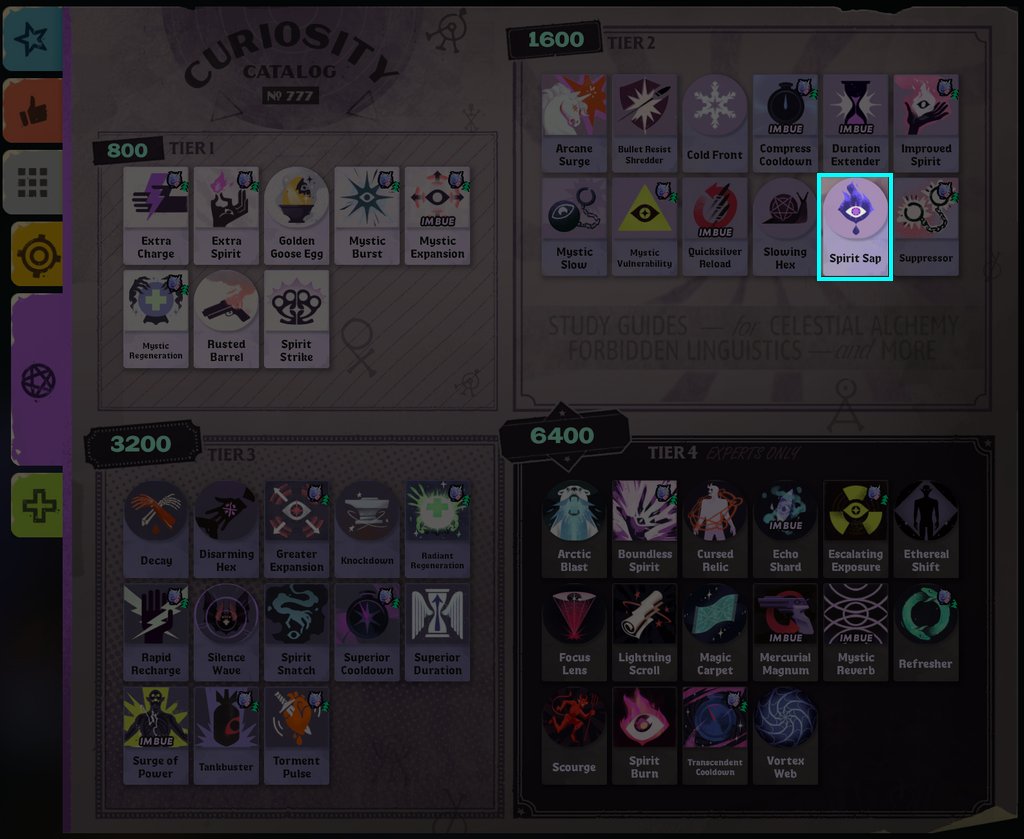 CURIOSITY
CATALOG
Nº 777
800 TIER 1
Extra
Charge
Extra
Spirit
Golden
Goose Egg
Mystic
Burst
IMBUE
Mystic
Expansion
Mystic
Regeneration
Rusted
Barrel
Spirit
Strike
1600 TIER 2
Arcane
Surge
Bullet Resist
Shredder
Cold Front
IMBUE
Compress
Cooldown
IMBUE
Duration
Extender
Improved
Spirit
Mystic
Slow
Mystic
Vulnerability
IMBUE
Quicksilver
Reload
Slowing
Hex
Spirit Sap
Suppressor
STUDY GUIDES — for CELESTIAL ALCHEMY
FORBIDDEN LINGUISTICS — and MORE
3200 TIER 3
Decay
Disarming
Hex
Greater
Expansion
Knockdown
Radiant
Regeneration
Rapid
Recharge
Silence
Wave
Spirit
Snatch
Superior
Cooldown
Superior
Duration
IMBUE
Surge of
Power
Tankbuster
Torment
Pulse
6400 TIER 4 EXPERTS ONLY
Arctic
Blast
Boundless
Spirit
Cursed
Relic
IMBUE
Echo
Shard
Escalating
Exposure
Ethereal
Shift
Focus
Lens
Lightning
Scroll
Magic
Carpet
IMBUE
Mercurial
Magnum
IMBUE
Mystic
Reverb
Refresher
Scourge
Spirit
Burn
Transcendent
Cooldown
Vortex
Web